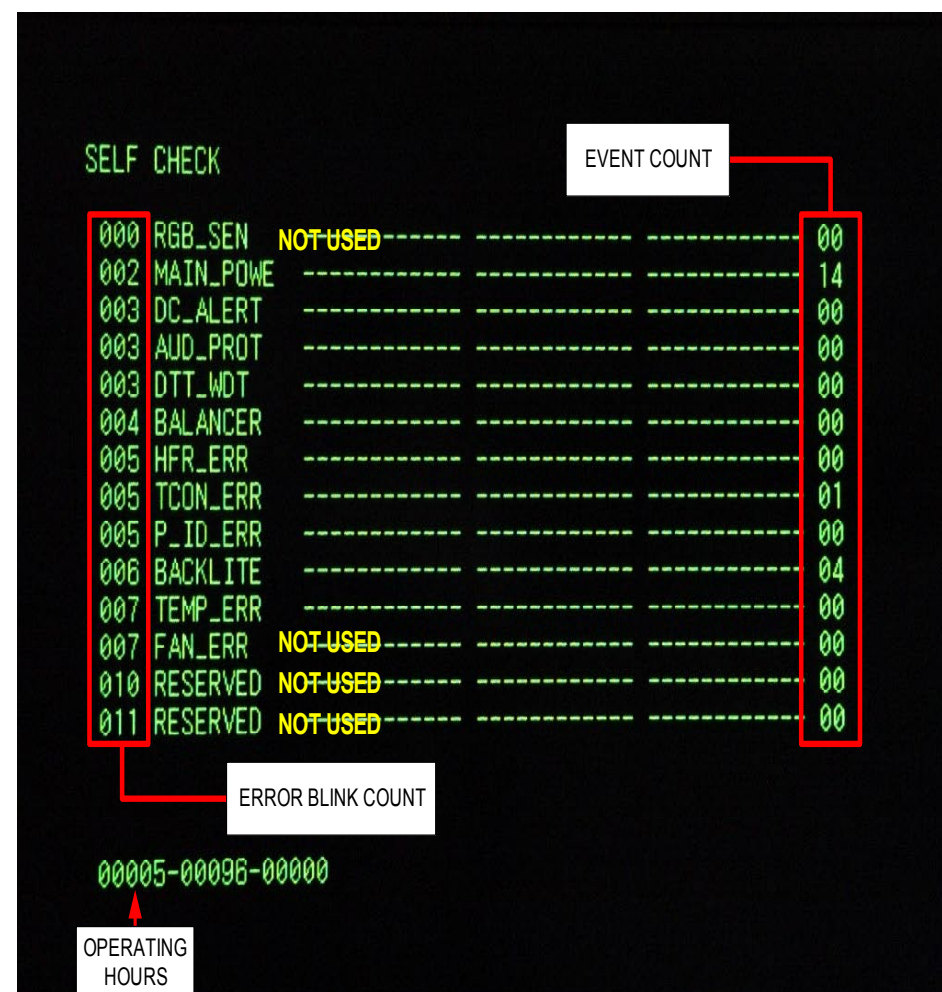 SELF CHECK
EVENT COUNT
000 RGB_SEN NOT USED ------ ----------- ----------- 00
002 MAIN_POWE ----------- ----------- ----------- 14
003 DC_ALERT ----------- ----------- ----------- 00
003 AUD_PROT ----------- ----------- ----------- 00
003 DTT_WDT ----------- ----------- ----------- 00
004 BALANCER ----------- ----------- ----------- 00
005 HFR_ERR ----------- ----------- ----------- 00
005 TCON_ERR ----------- ----------- ----------- 01
005 P_ID_ERR ----------- ----------- ----------- 00
006 BACKLITE ----------- ----------- ----------- 04
007 TEMP_ERR ----------- ----------- ----------- 00
007 FAN_ERR NOT USED ------ ----------- ----------- 00
010 RESERVED NOT USED ------ ----------- ----------- 00
011 RESERVED NOT USED ------ ----------- ----------- 00
ERROR BLINK COUNT
00005-00096-00000
OPERATING
HOURS